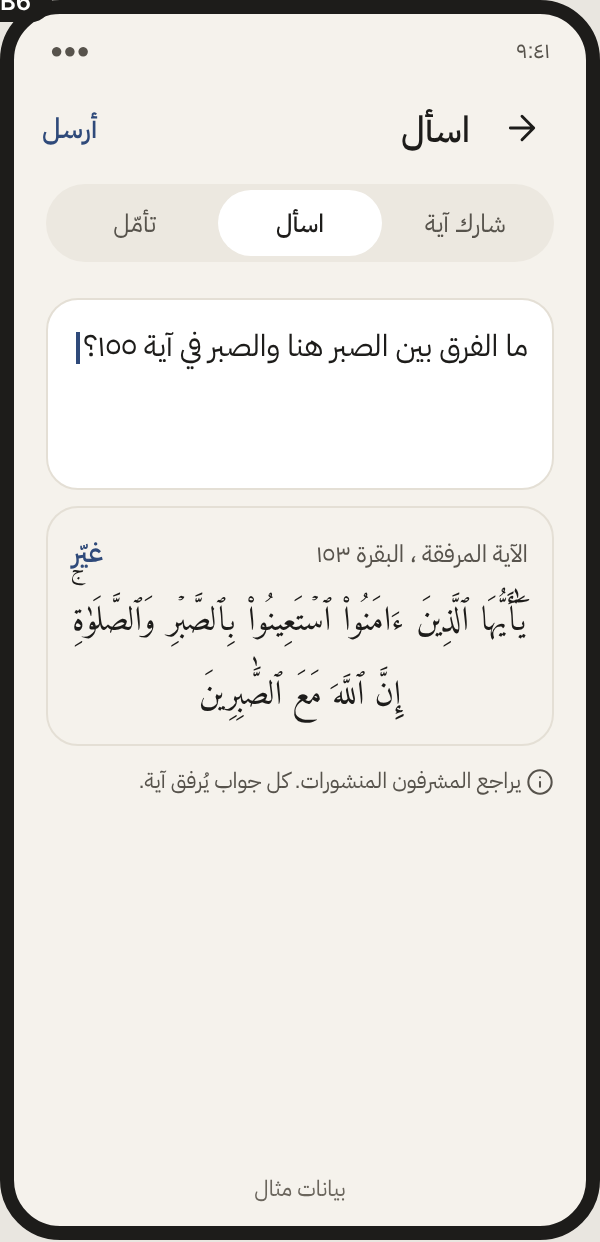 B6
٩:٤١
اسأل
أرسل
شارك آية
اسأل
تأمّل
ما الفرق بين الصبر هنا والصبر في آية ١٥٥؟
الآية المرفقة ، البقرة ١٥٣
غيّر
يَٰٓأَيُّهَا ٱلَّذِينَ ءَامَنُوا۟ ٱسْتَعِينُوا۟ بِٱلصَّبْرِ وَٱلصَّلَوٰةِ ۚ
إِنَّ ٱللَّهَ مَعَ ٱلصَّٰبِرِينَ
يراجع المشرفون المنشورات. كل جواب يُرفق آية.
بيانات مثال